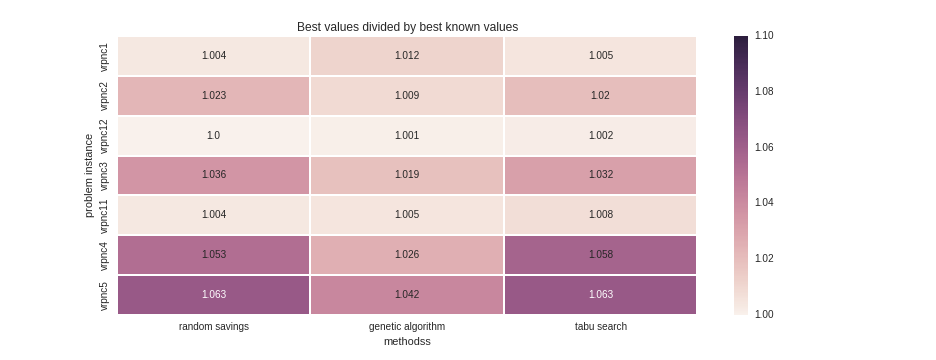 Best values divided by best known values
problem instance
vrpnc1 1.004 1.012 1.005
vrpnc2 1.023 1.009 1.02
vrpnc12 1.0 1.001 1.002
vrpnc3 1.036 1.019 1.032
vrpnc11 1.004 1.005 1.008
vrpnc4 1.053 1.026 1.058
vrpnc5 1.063 1.042 1.063
random savings genetic algorithm tabu search
methodss
1.10
1.08
1.06
1.04
1.02
1.00